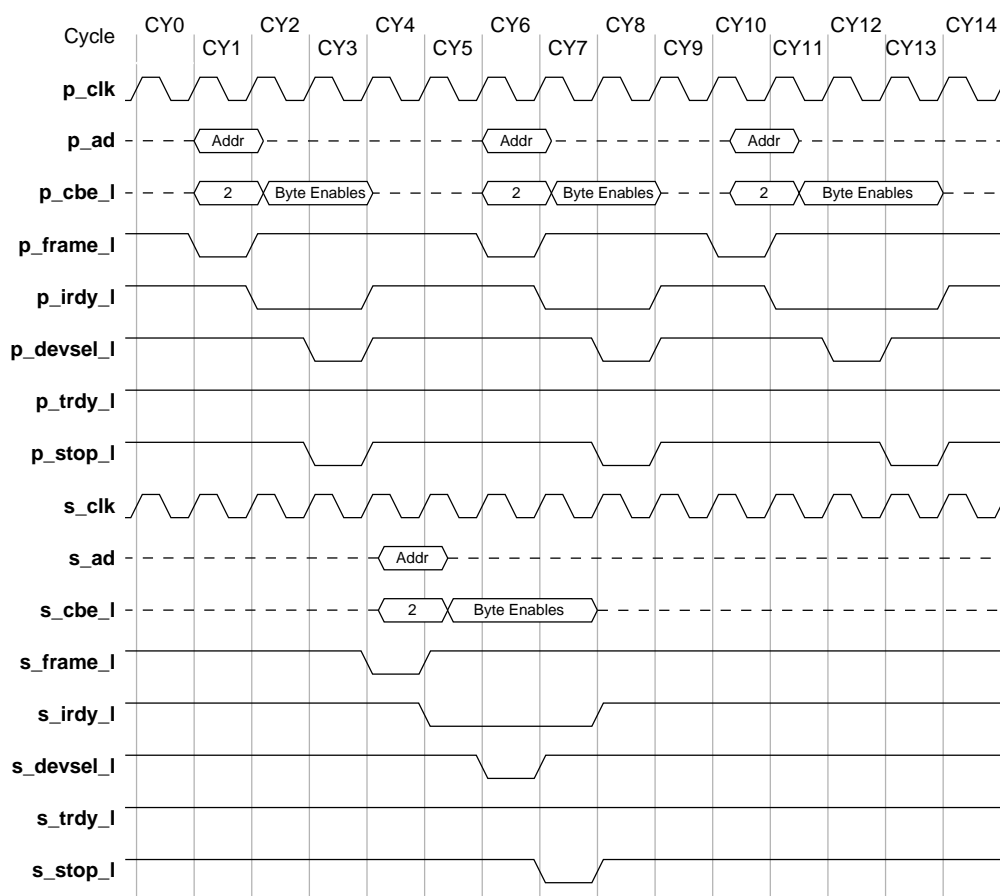 CY0 CY2 CY4 CY6 CY8 CY10 CY12 CY14
Cycle
CY1 CY3 CY5 CY7 CY9 CY11 CY13
p_clk
p_ad Addr Addr Addr
p_cbe_l 2 Byte Enables 2 Byte Enables 2 Byte Enables
p_frame_l
p_irdy_l
p_devsel_l
p_trdy_l
p_stop_l
s_clk
s_ad Addr
s_cbe_l 2 Byte Enables
s_frame_l
s_irdy_l
s_devsel_l
s_trdy_l
s_stop_l